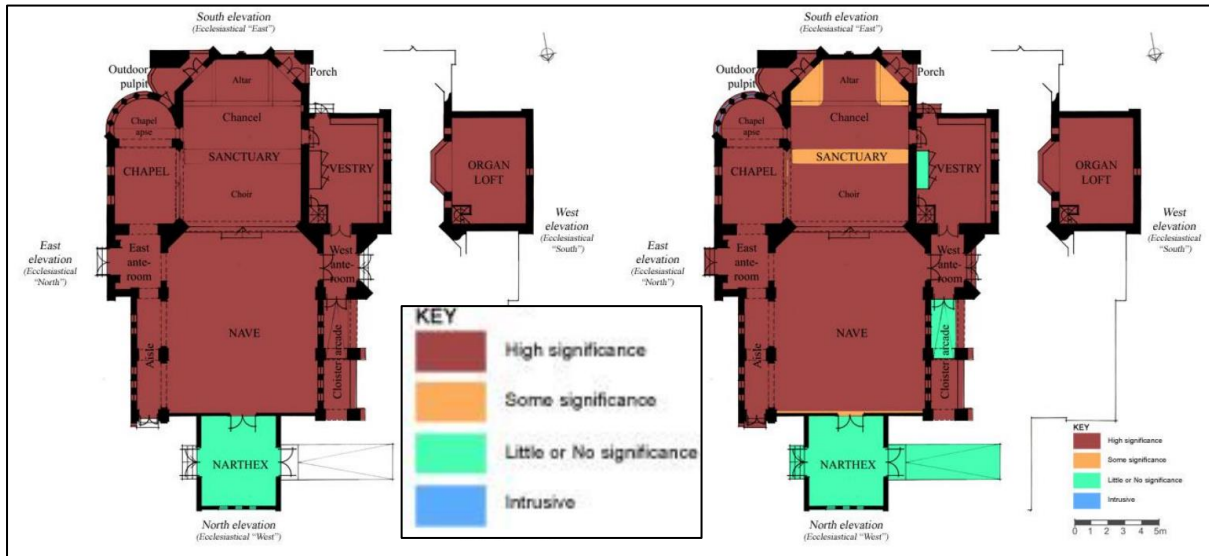 South elevation
(Ecclesiastical “East”)
Outdoor
pulpit
Altar
Porch
Chapel
apse
Chancel
CHAPEL
SANCTUARY
VESTRY
Choir
ORGAN
LOFT
West
elevation
(Ecclesiastical
“South”)
East
elevation
(Ecclesiastical
“North”)
East
ante-
room
West
ante-
room
NAVE
Aisle
Cloister arcade
NARTHEX
North elevation
(Ecclesiastical “West”)
KEY
High significance
Some significance
Little or No significance
Intrusive
South elevation
(Ecclesiastical “East”)
Outdoor
pulpit
Altar
Porch
Chapel
apse
Chancel
CHAPEL
SANCTUARY
VESTRY
Choir
ORGAN
LOFT
West
elevation
(Ecclesiastical
“South”)
East
elevation
(Ecclesiastical
“North”)
East
ante-
room
West
ante-
room
NAVE
Aisle
Cloister arcade
NARTHEX
North elevation
(Ecclesiastical “West”)
KEY
High significance
Some significance
Little or No significance
Intrusive
0 1 2 3 4 5m